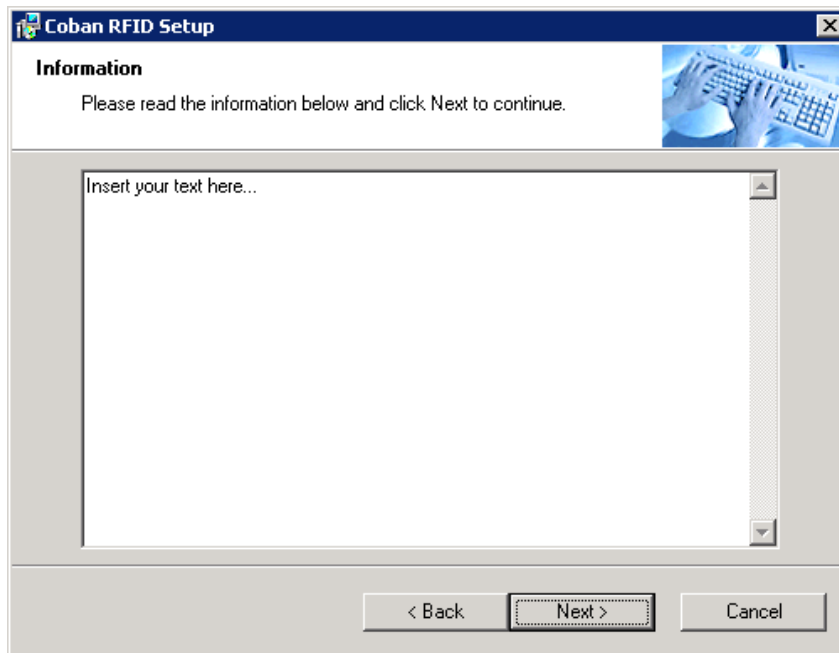 Coban RFID Setup
Information
Please read the information below and click Next to continue.
Insert your text here...
< Back
Next >
Cancel